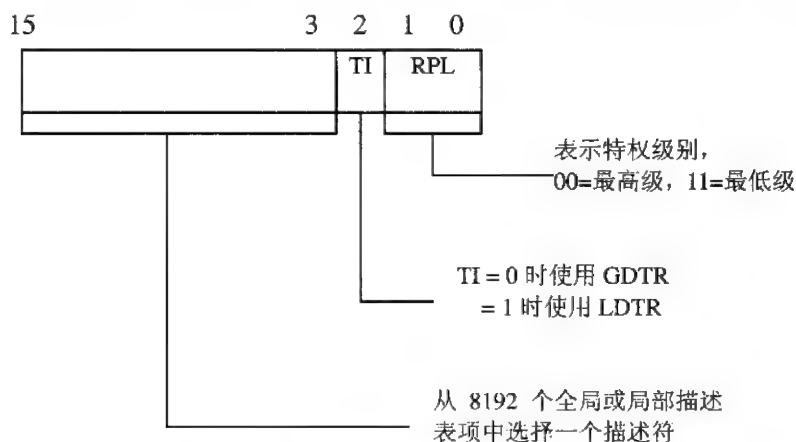 15 3 2 1 0
TI RPL
表示特权级别，
00=最高级，11=最低级
TI = 0 时使用 GDTR
= 1 时使用 LDTR
从 8192 个全局或局部描述
表项中选择一个描述符